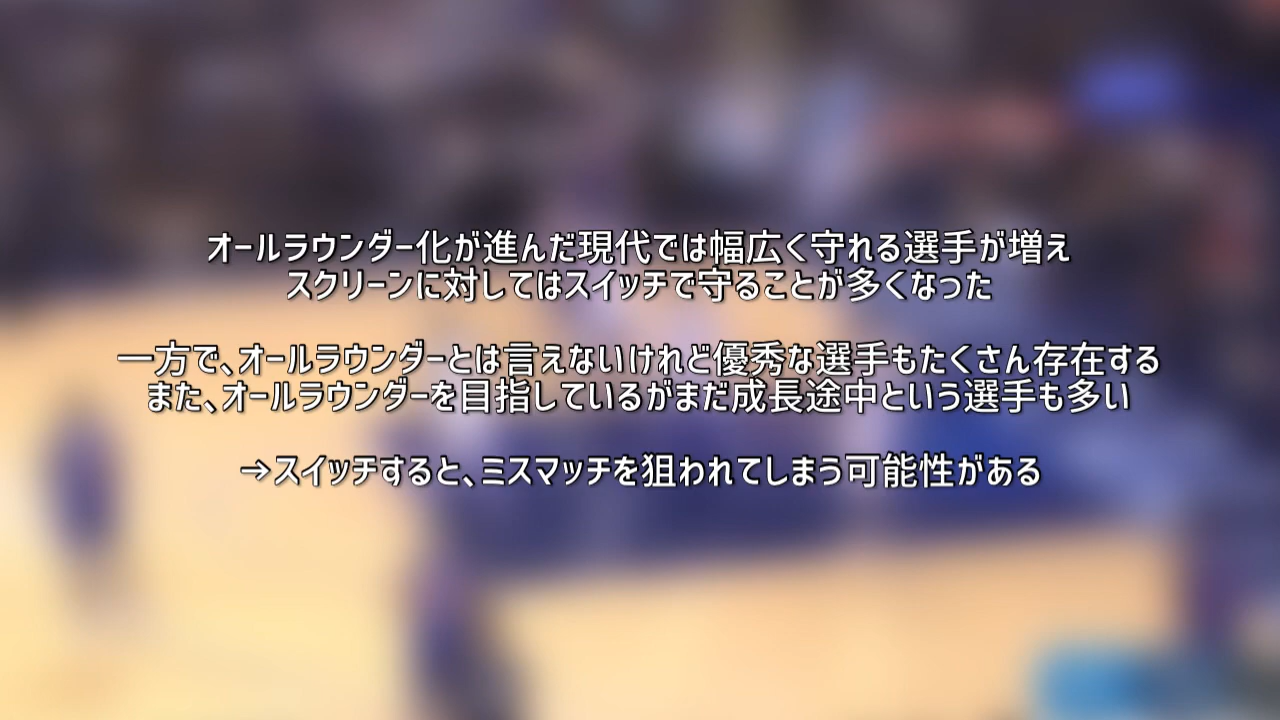 オールラウンダー化が進んだ現代では幅広く守れる選手が増え
スクリーンに対してはスイッチで守ることが多くなった
一方で、オールラウンダーとは言えないけれど優秀な選手もたくさん存在する
また、オールラウンダーを目指しているがまだ成長途中という選手も多い
→スイッチすると、ミスマッチを狙われてしまう可能性がある